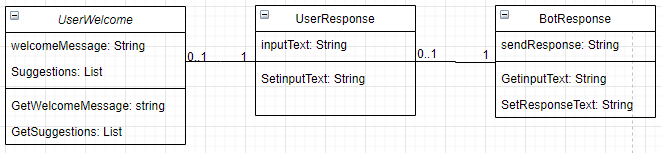 UserWelcome
welcomeMessage: String
Suggestions: List
GetWelcomeMessage: string
GetSuggestions: List
0..1
1
UserResponse
inputText: String
SetinputText: String
0..1
1
BotResponse
sendResponse: String
GetinputText: String
SetResponseText: String